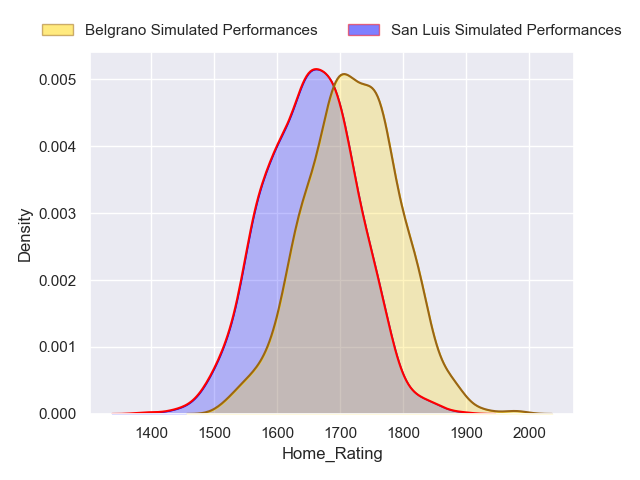 Belgrano Simulated Performances
San Luis Simulated Performances
Density
0.005
0.004
0.003
0.002
0.001
0.000
1400 1500 1600 1700 1800 1900 2000
Home_Rating